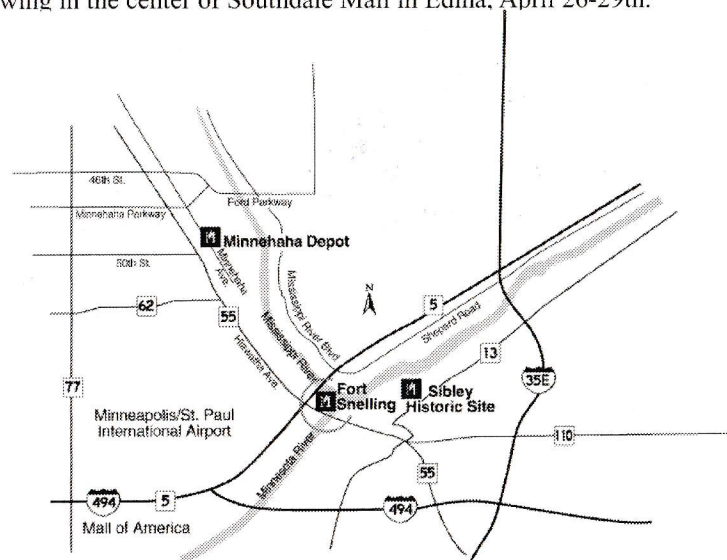 wing in the center of Southdale Mall in Edina, April 26-29th.
46th St.
Ford Parkway
Minnehaha Parkway
Minnehaha Depot
50th St.
Minnehaha
Ave.
Mississippi River Blvd
N
62
55
5
Mississippi River
Shepard Road
Hiawatha Ave.
13
77
35E
Fort
Snelling
Sibley
Historic Site
Minneapolis/St. Paul
International Airport
110
Minnesota River
55
494
5
494
Mall of America